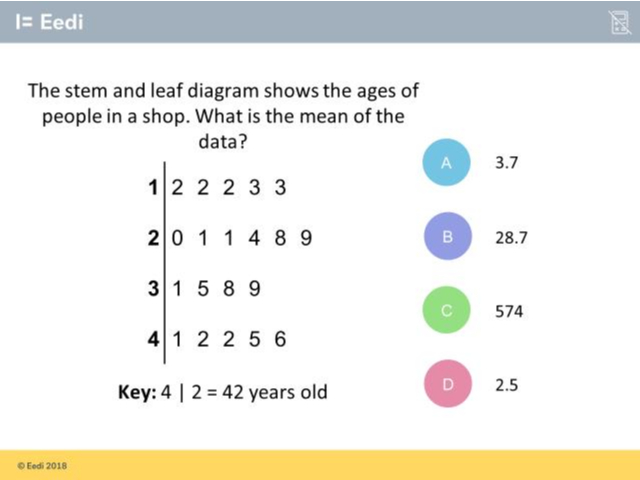 I= Eedi
The stem and leaf diagram shows the ages of
people in a shop. What is the mean of the
data?
1 2 2 2 3 3
2 0 1 1 4 8 9
3 1 5 8 9
4 1 2 2 5 6
Key: 4 | 2 = 42 years old
A 3.7
B 28.7
C 574
D 2.5
© Eedi 2018